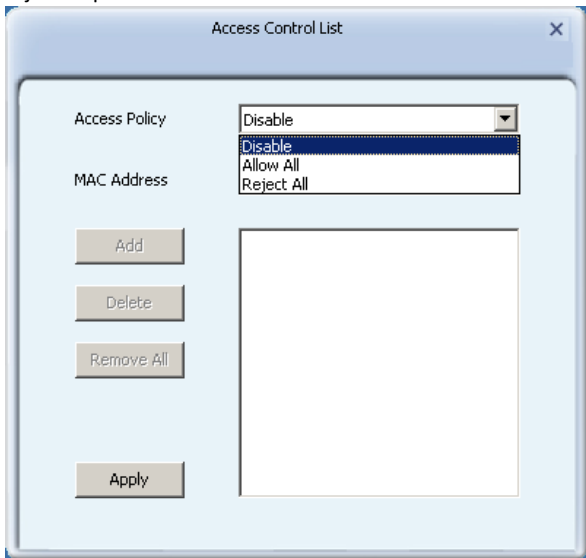 Access Control List
Access Policy
Disable
Disable
Allow All
Reject All
MAC Address
Add
Delete
Remove All
Apply